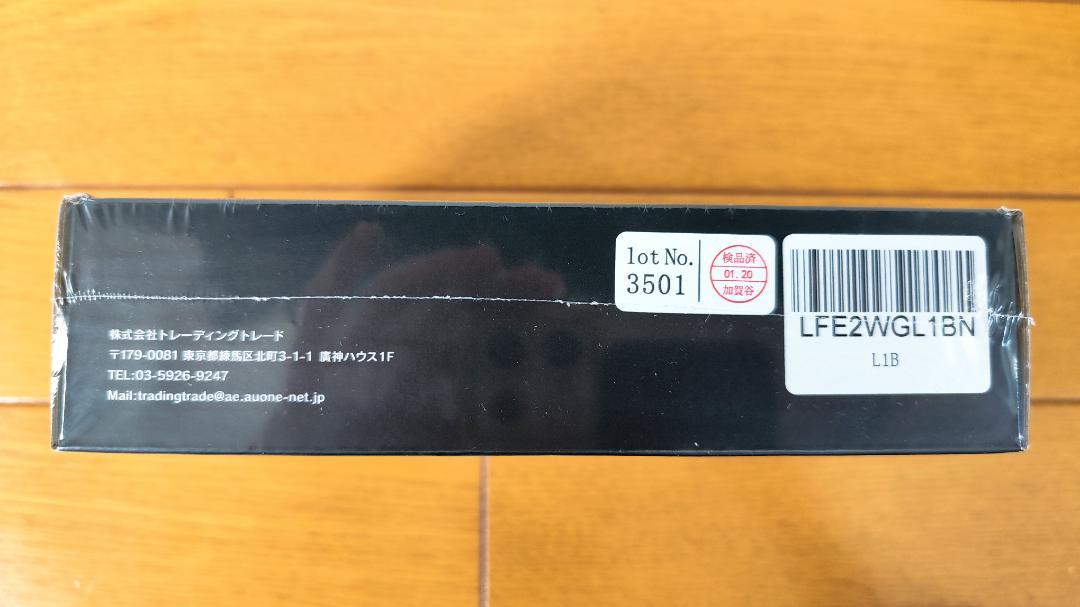 株式会社トレーディングトレード
〒179-0081 東京都練馬区北町3-1-1 廣神ハウス1F
TEL:03-5926-9247
Mail:tradingtrade@ae.auone-net.jp
lot No.
3501
検品済
01.20
加賀谷
LFE2WGL1BN
L1B